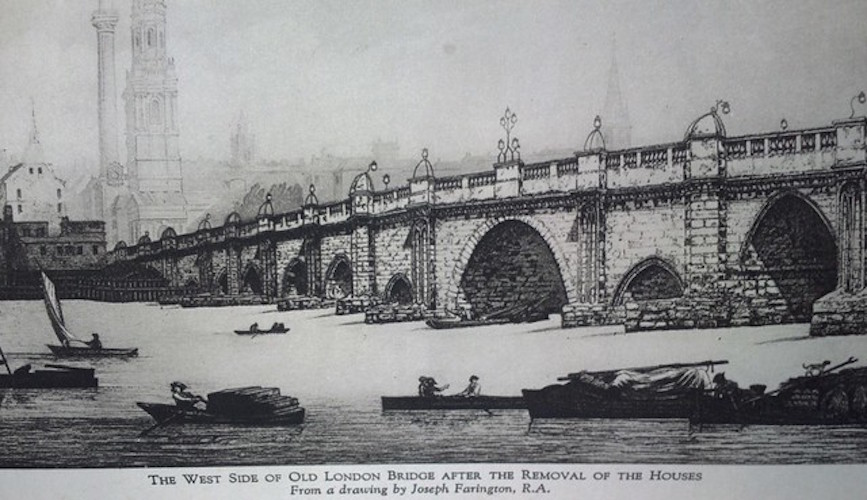 The West Side of Old London Bridge after the Removal of the Houses
From a drawing by Joseph Farington, R.A.